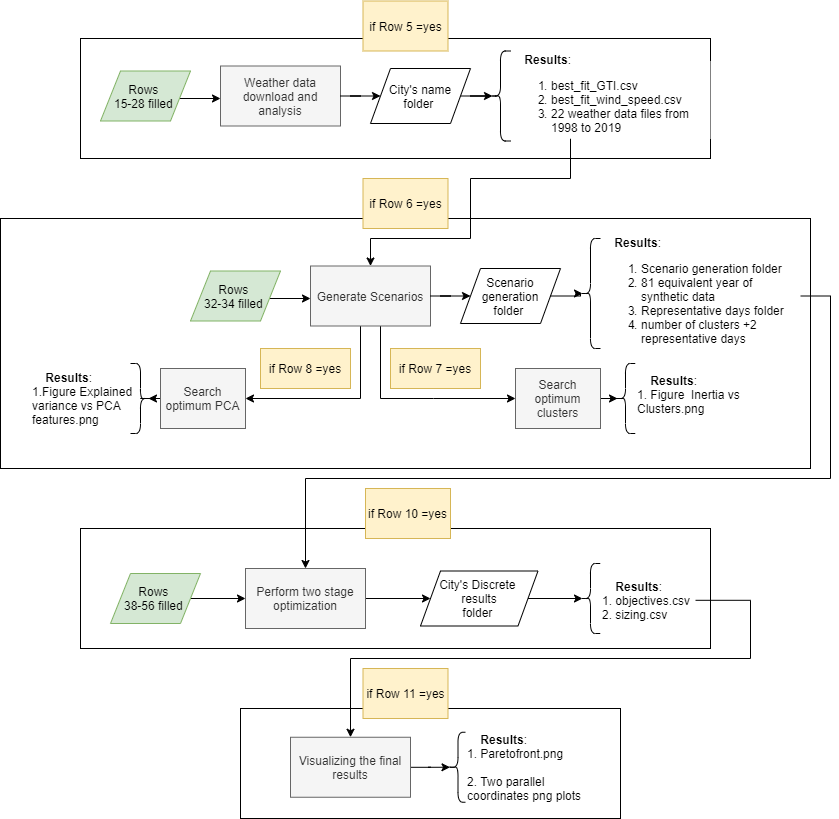 if Row 5 =yes
Rows
15-28 filled
Weather data
download and
analysis
City's name
folder
Results:
1. best_fit_GTI.csv
2. best_fit_wind_speed.csv
3. 22 weather data files from
1998 to 2019
if Row 6 =yes
Rows
32-34 filled
Generate Scenarios
Scenario
generation
folder
Results:
1. Scenario generation folder
2. 81 equivalent year of
synthetic data
3. Representative days folder
4. number of clusters +2
representative days
if Row 8 =yes
if Row 7 =yes
Results:
1.Figure Explained
variance vs PCA
features.png
Search
optimum PCA
Search
optimum
clusters
Results:
1. Figure Inertia vs
Clusters.png
if Row 10 =yes
Rows
38-56 filled
Perform two stage
optimization
City's Discrete
results
folder
Results:
1. objectives.csv
2. sizing.csv
if Row 11 =yes
Visualizing the final
results
Results:
1. Paretofront.png
2. Two parallel
coordinates png plots